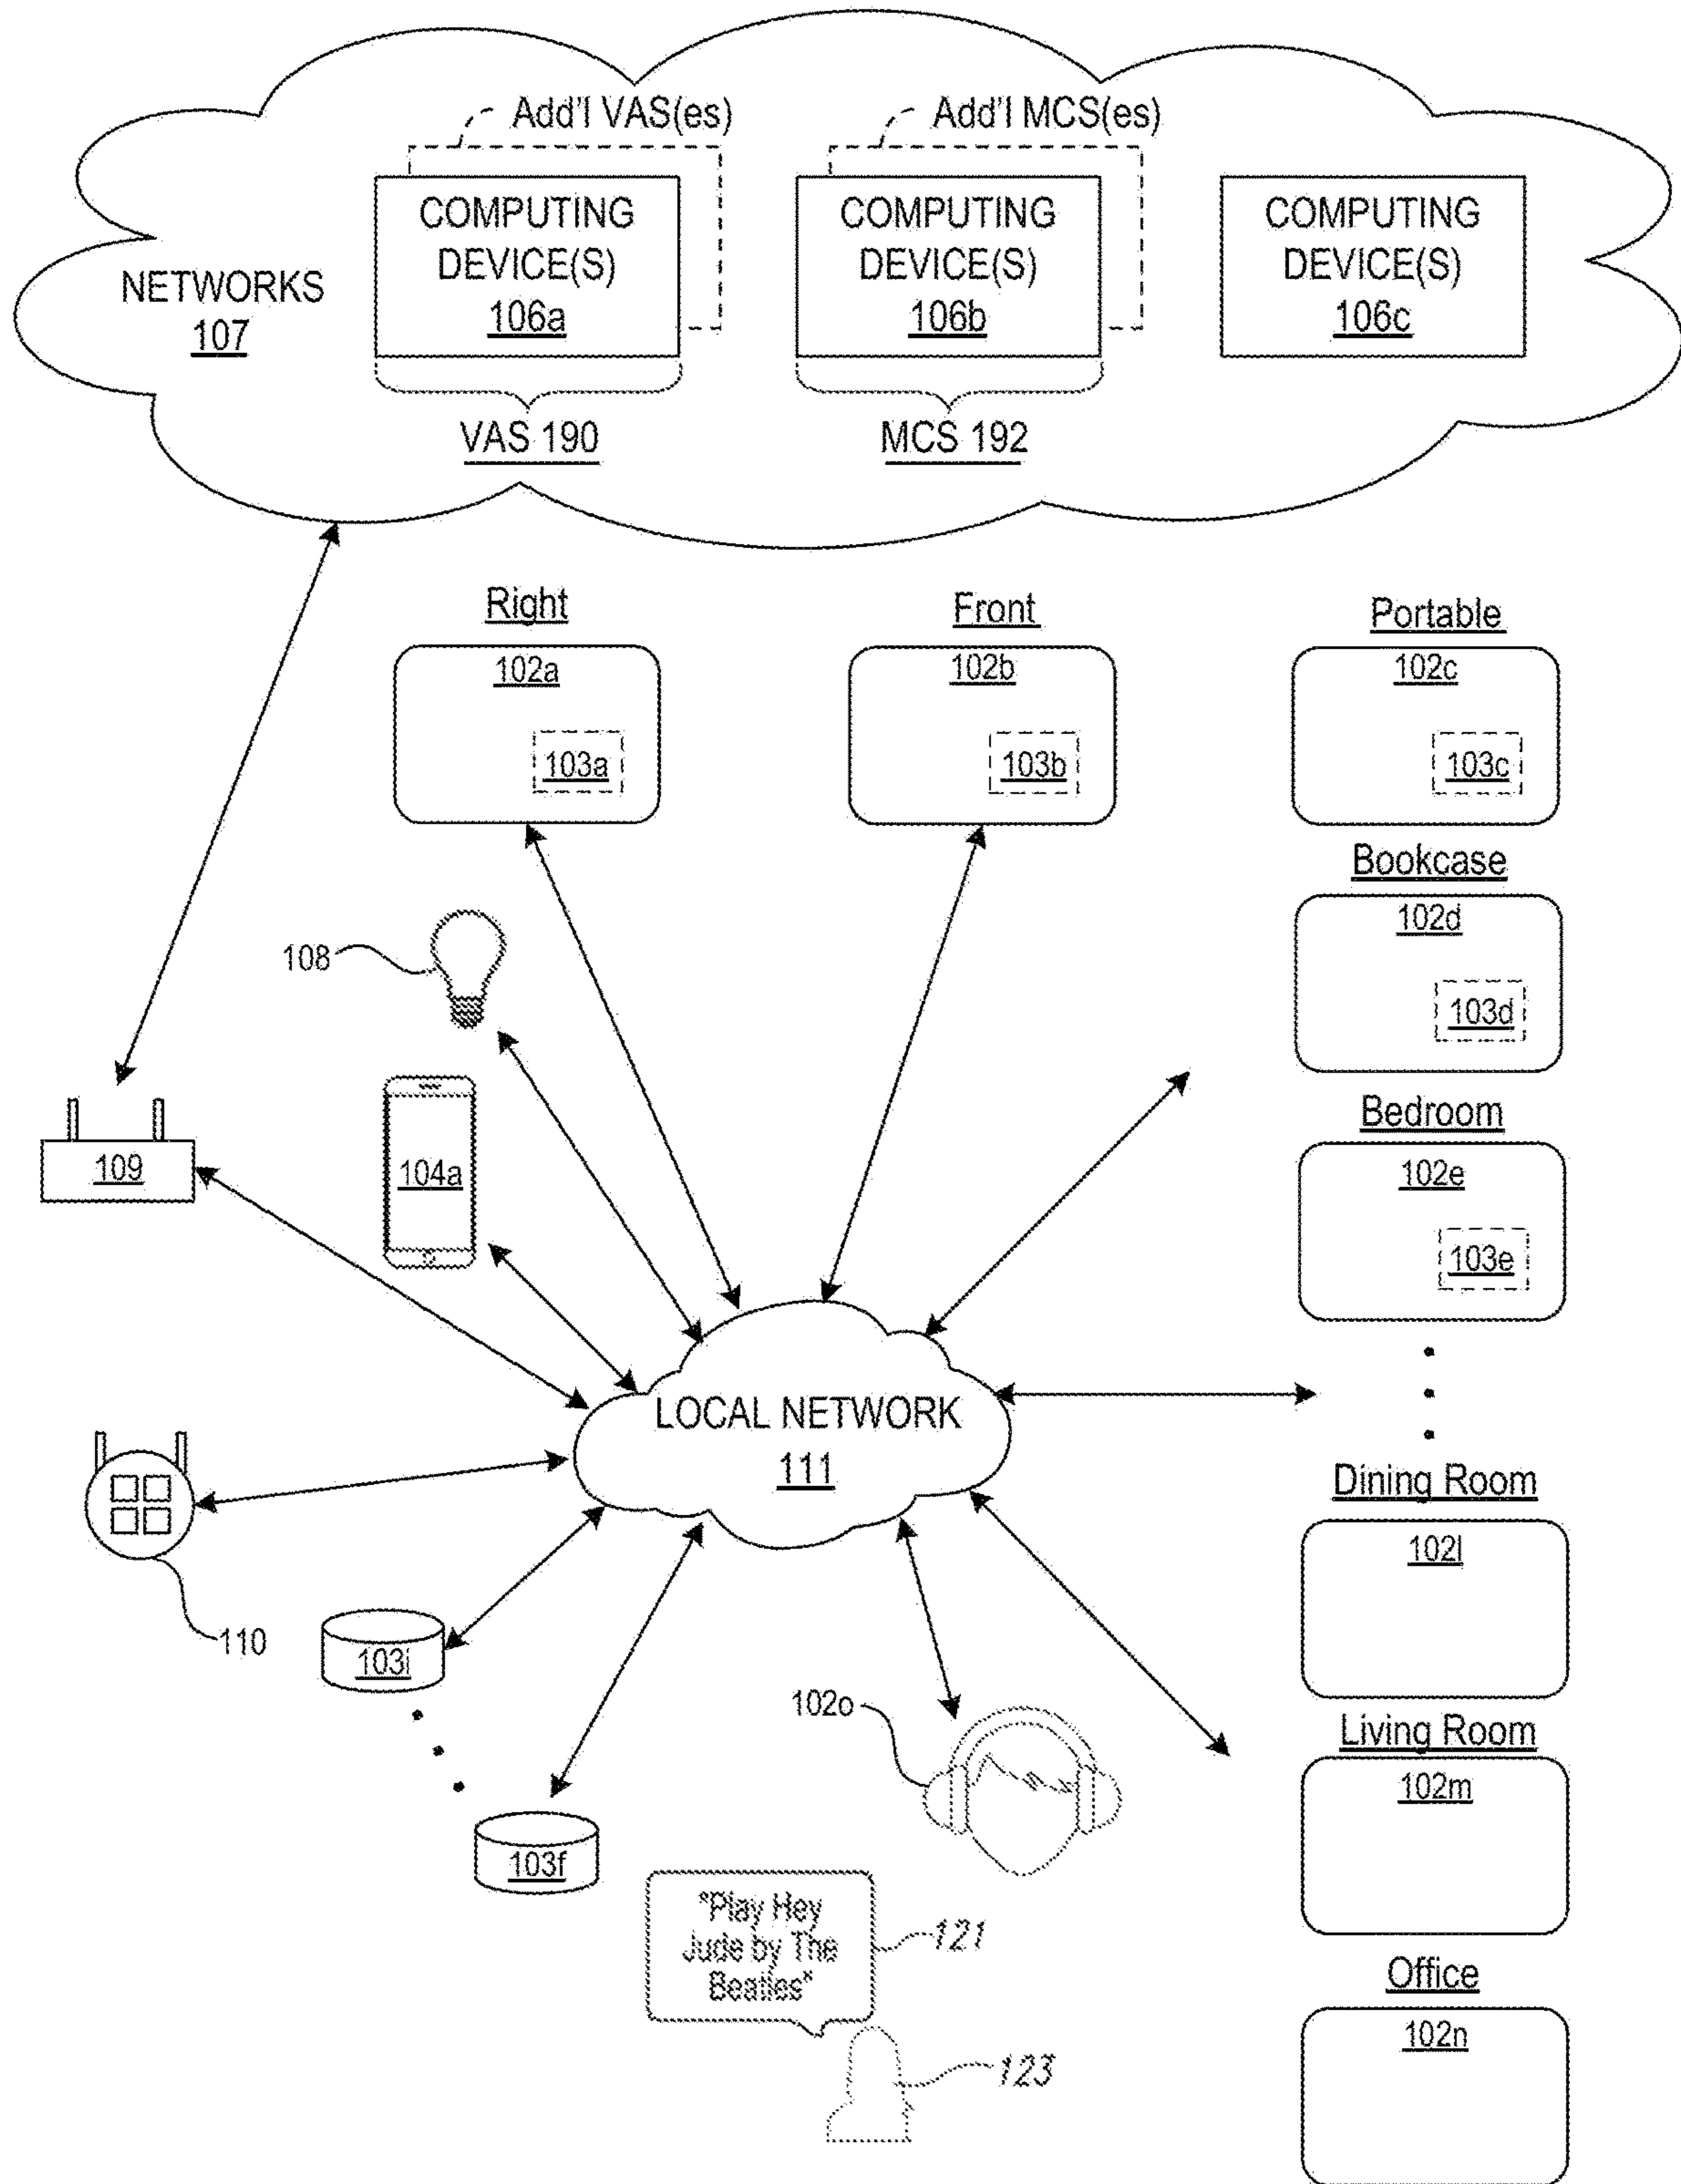 Add'l VAS(es)
Add'l MCS(es)
COMPUTING
DEVICE(S)
106a
COMPUTING
DEVICE(S)
106b
COMPUTING
DEVICE(S)
106c
NETWORKS
107
VAS 190
MCS 192
Right
102a
103a
Front
102b
103b
Portable
102c
103c
Bookcase
102d
103d
108
Bedroom
102e
103e
109
104a
LOCAL NETWORK
111
110
Dining Room
102l
103i
102o
Living Room
102m
103f
"Play Hey
Jude by The
Beatles"
121
123
Office
102n